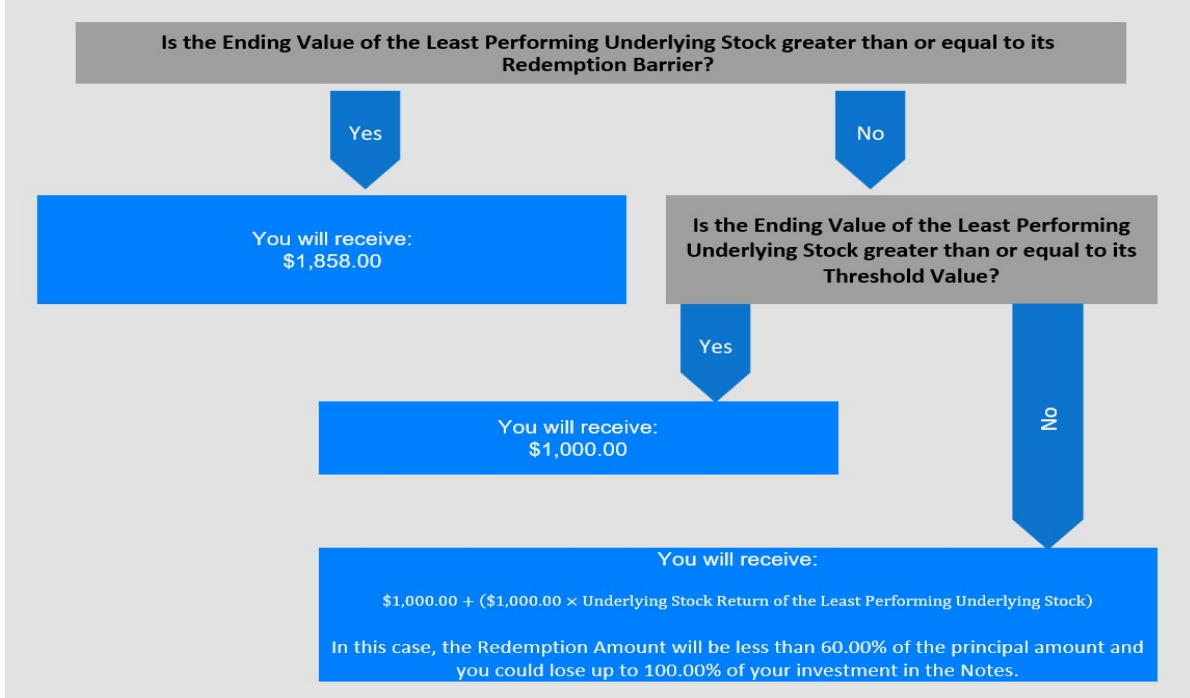 Is the Ending Value of the Least Performing Underlying Stock greater than or equal to its
Redemption Barrier?
Yes
No
You will receive:
$1,858.00
Is the Ending Value of the Least Performing
Underlying Stock greater than or equal to its
Threshold Value?
Yes
No
You will receive:
$1,000.00
You will receive:
$1,000.00 + ($1,000.00 × Underlying Stock Return of the Least Performing Underlying Stock)
In this case, the Redemption Amount will be less than 60.00% of the principal amount and
you could lose up to 100.00% of your investment in the Notes.